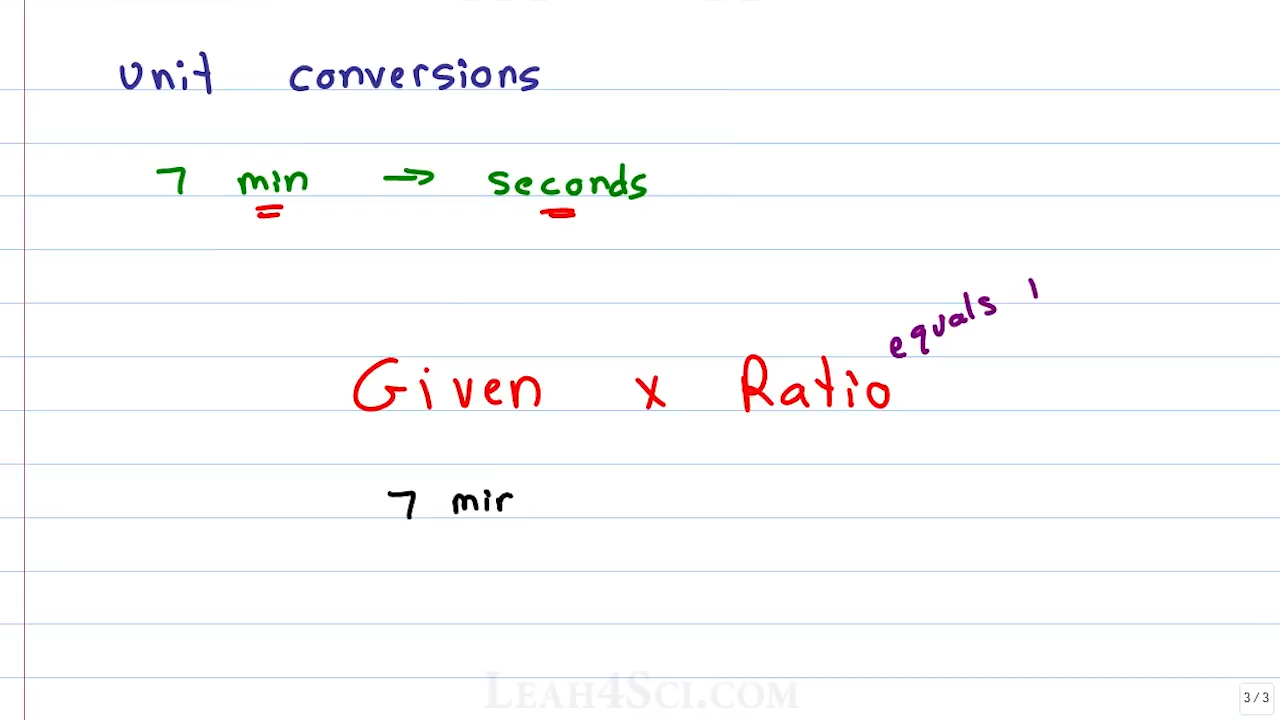 unit conversions
7 min → seconds
equals 1
Given x Ratio
7 mir
LEAH4SCI.COM
3/3